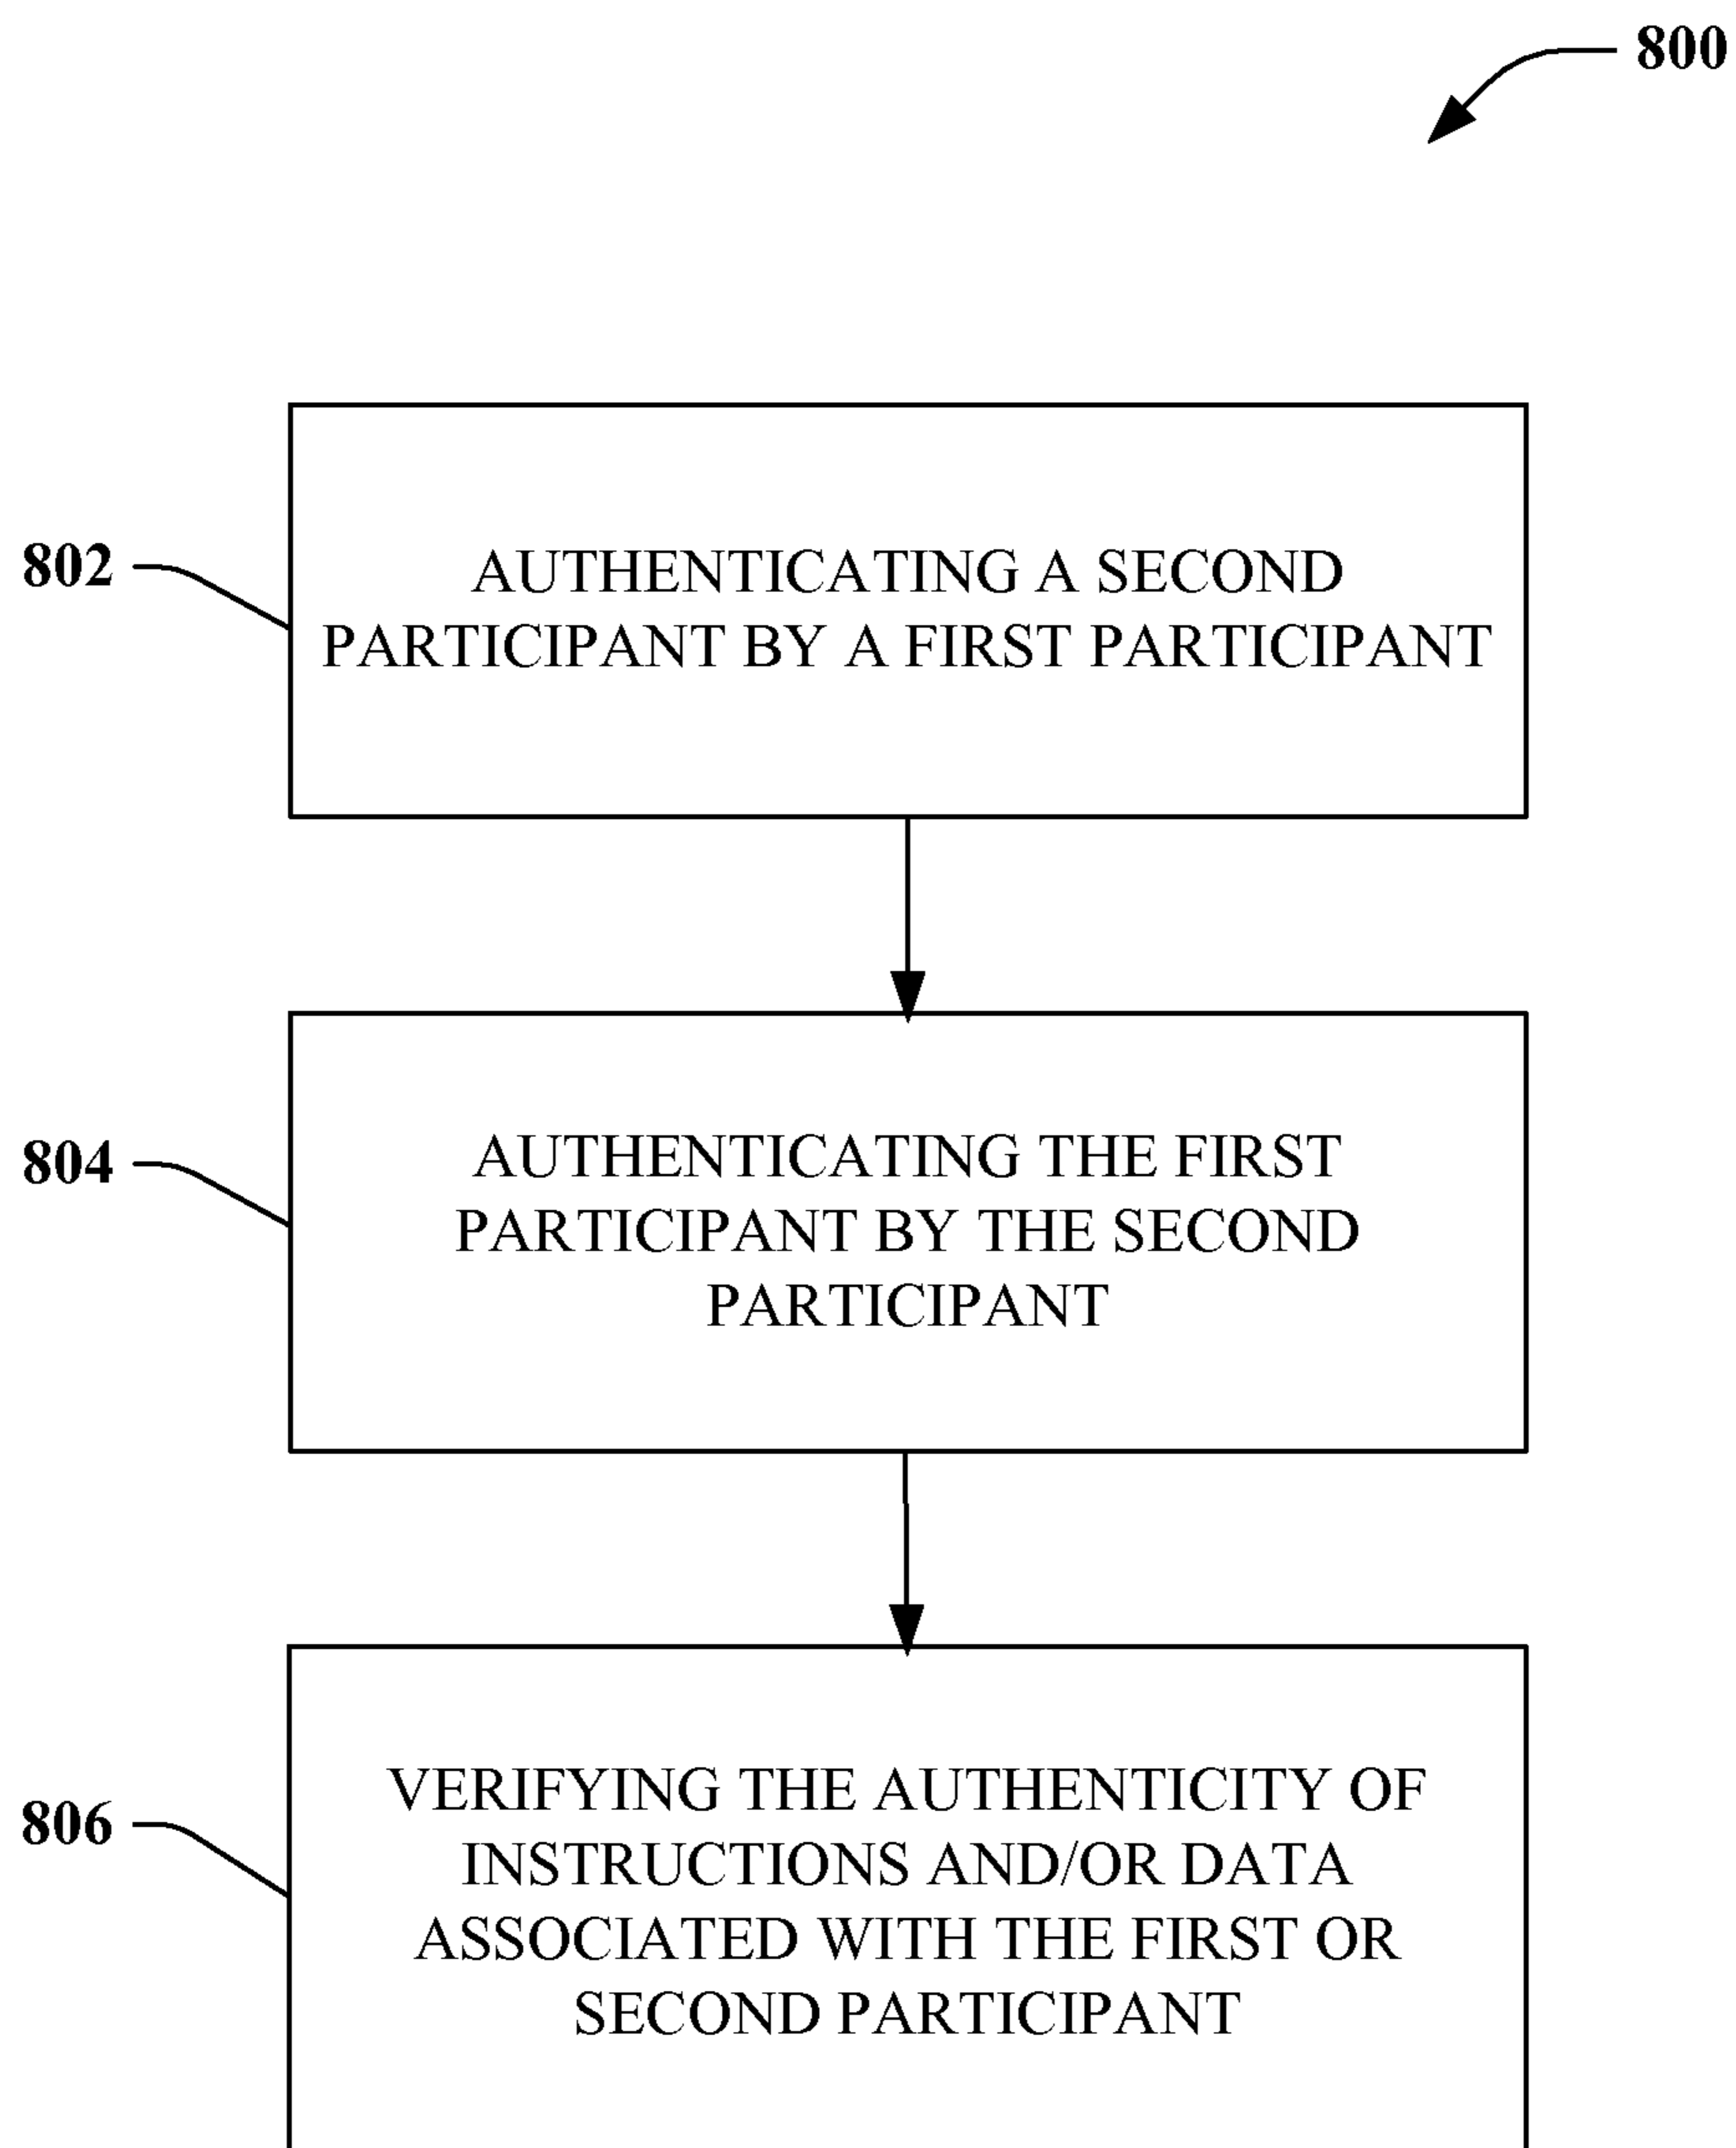 800
802
AUTHENTICATING A SECOND
PARTICIPANT BY A FIRST PARTICIPANT
804
AUTHENTICATING THE FIRST
PARTICIPANT BY THE SECOND
PARTICIPANT
806
VERIFYING THE AUTHENTICITY OF
INSTRUCTIONS AND/OR DATA
ASSOCIATED WITH THE FIRST OR
SECOND PARTICIPANT